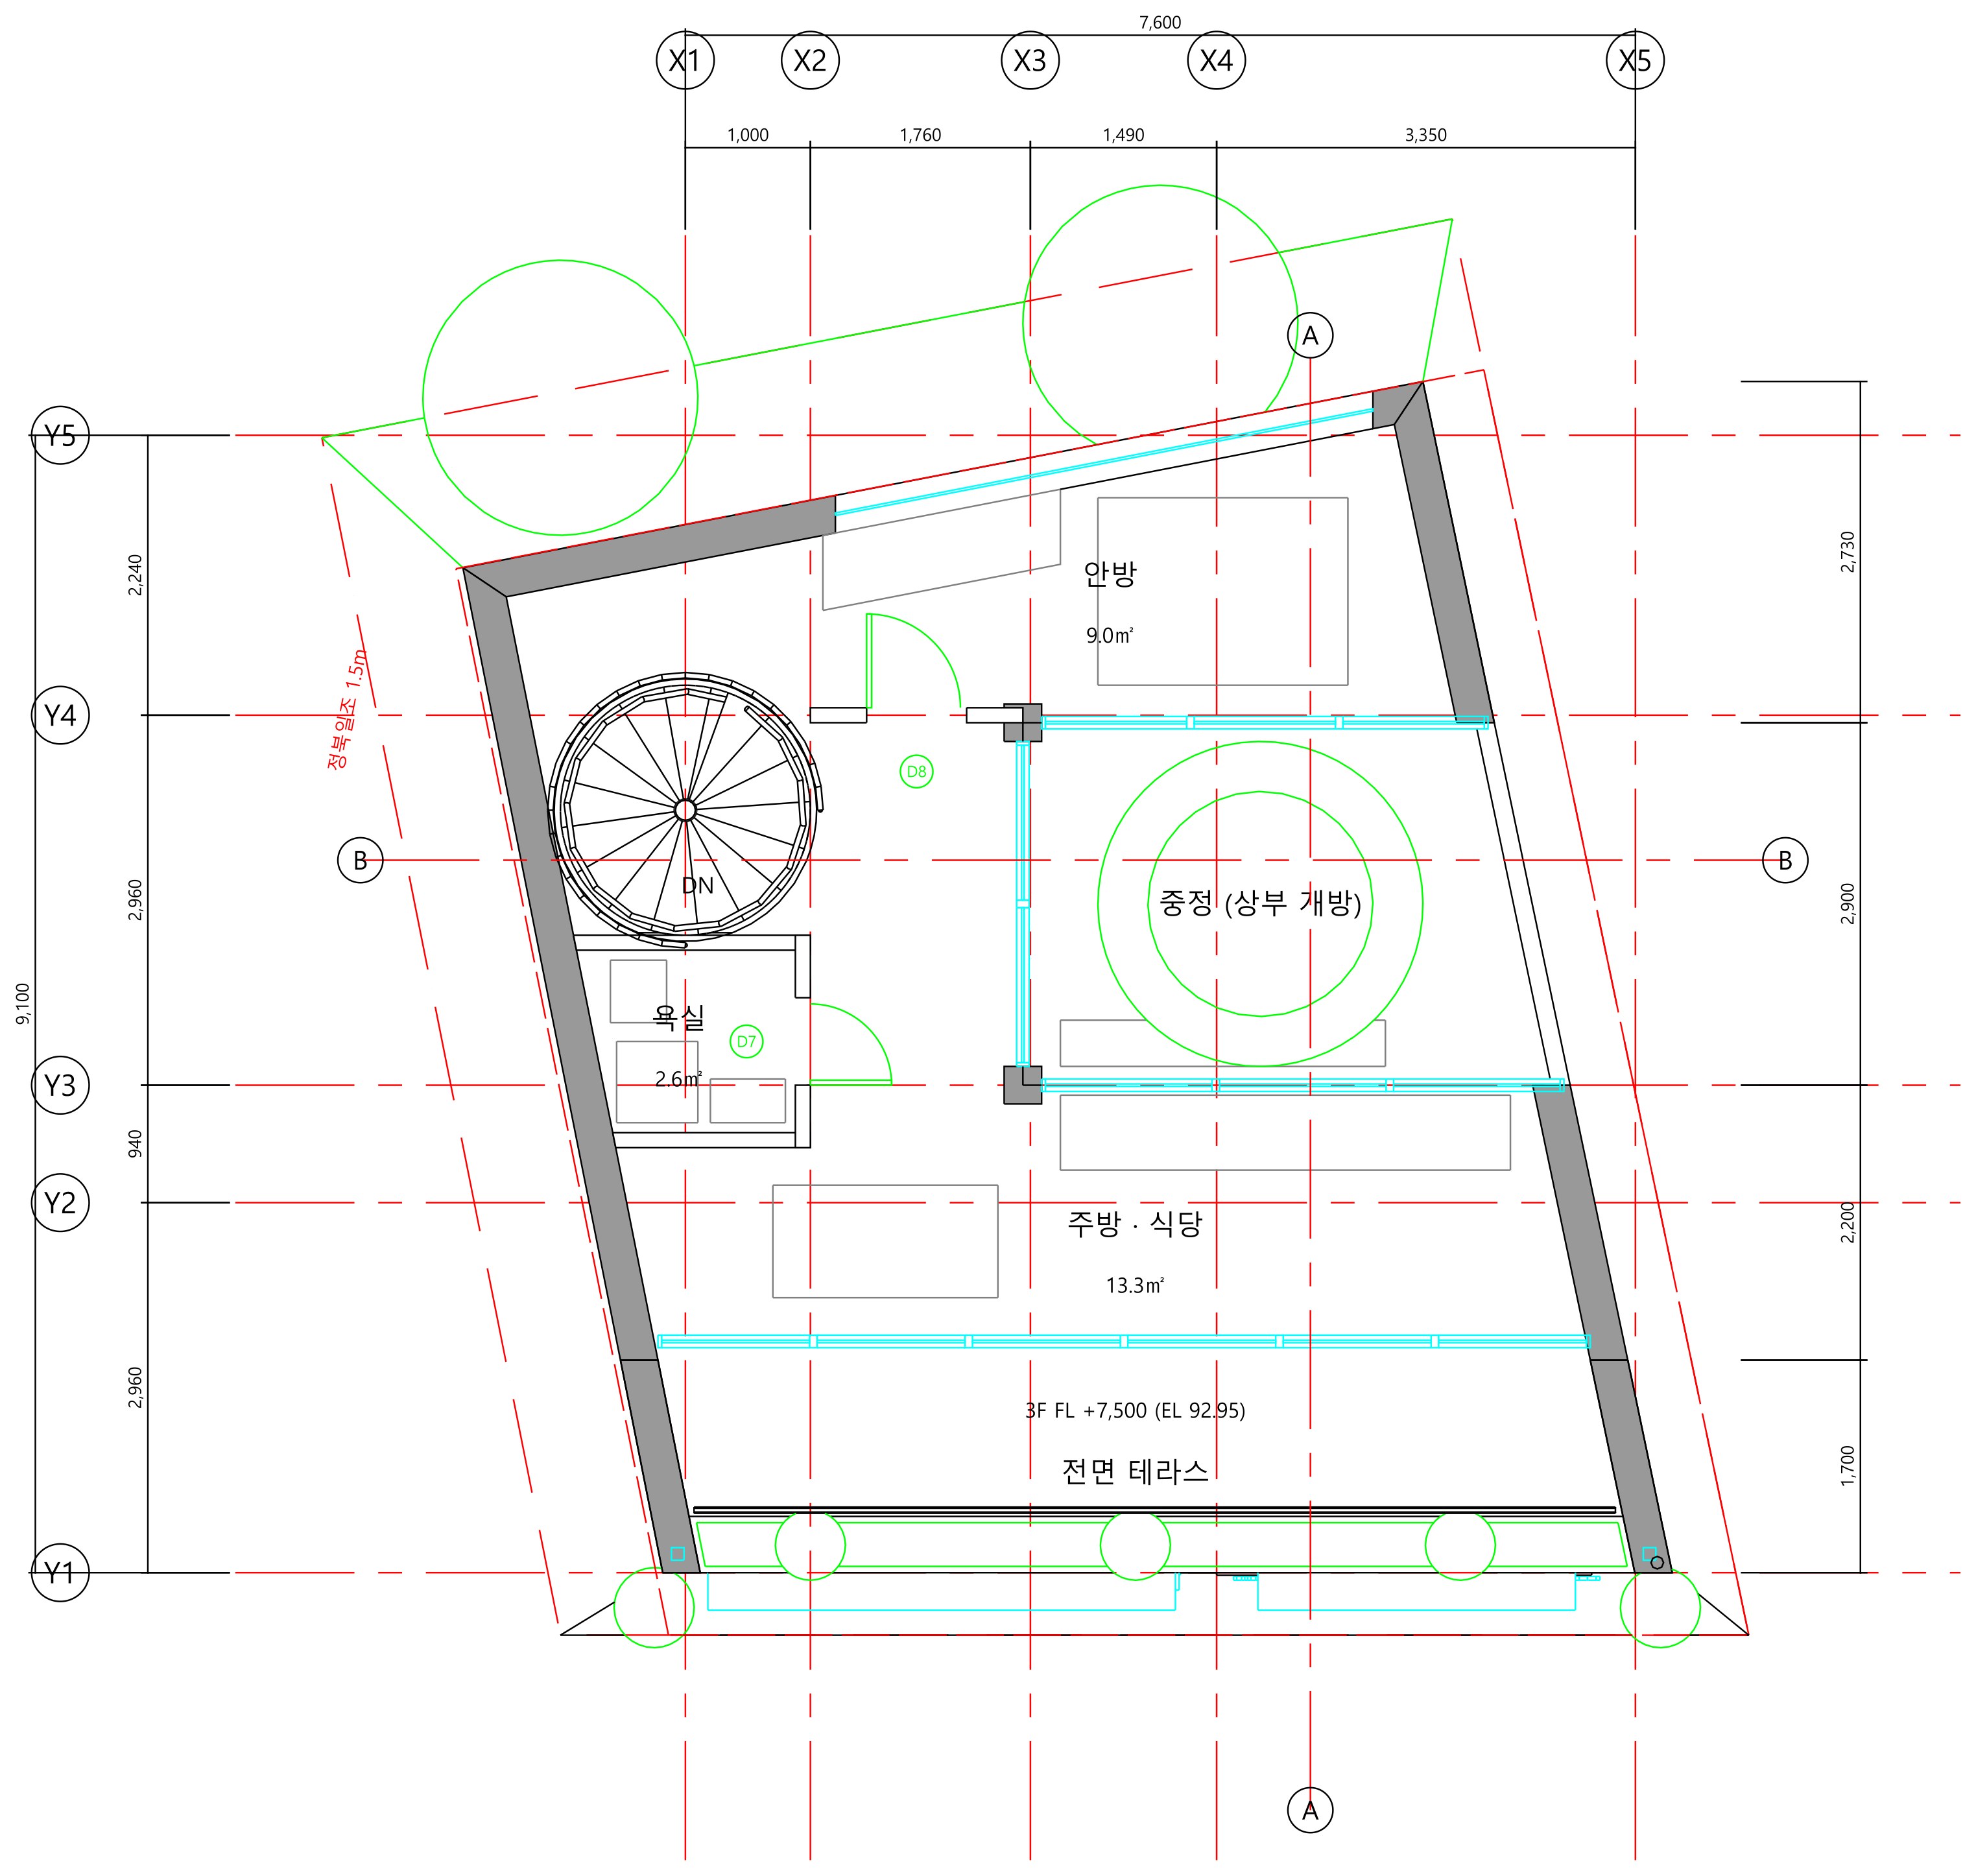 7,600
X1 X2 X3 X4 X5
1,000 1,760 1,490 3,350
A
Y5
2,240
2,730
안방
9.0㎡
정북일조 1.5m
Y4
D8
B B
DN
2,960
2,900
중정 (상부 개방)
9,100
욕실
D7
2.6㎡
Y3
940
Y2
2,200
주방 · 식당
13.3㎡
2,960
3F FL +7,500 (EL 92.95)
전면 테라스
1,700
Y1
A